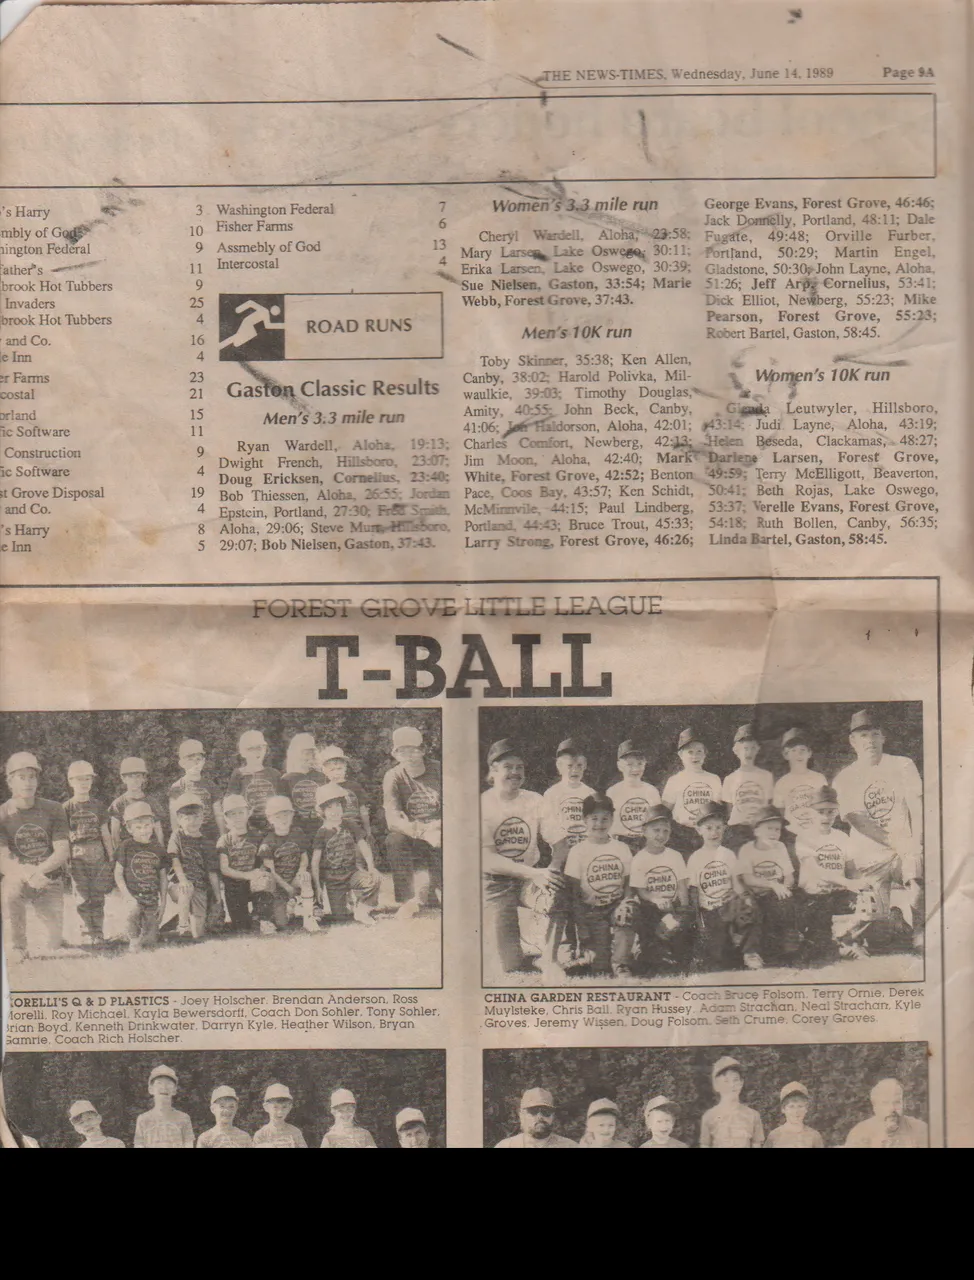 THE NEWS-TIMES, Wednesday, June 14, 1989 Page 9A
's Harry 3
mbly of God 10
ington Federal 9
ather's 11
brook Hot Tubbers 9
Invaders 25
brook Hot Tubbers 4
and Co. 16
e Inn 4
er Farms 23
costal 21
orland 15
ic Software 11
Construction 9
ic Software 4
st Grove Disposal 19
and Co. 4
's Harry 8
e Inn 5
Washington Federal 7
Fisher Farms 6
Assmebly of God 13
Intercostal 4
ROAD RUNS
Gaston Classic Results
Men's 3.3 mile run
Ryan Wardell, Aloha, 19:13;
Dwight French, Hillsboro, 23:07;
Doug Ericksen, Cornelius, 23:40;
Bob Thiessen, Aloha, 26:55; Jordan
Epstein, Portland, 27:30; Fred Smith,
Aloha, 29:06; Steve Hillsboro,
29:07; Bob Nielsen, Gaston, 37:43.
Women's 3.3 mile run
Cheryl Wardell, Aloha, 23:58;
Mary Larsen, Lake Oswego, 30:11;
Erika Larsen, Lake Oswego, 30:39;
Sue Nielsen, Gaston, 33:54; Marie
Webb, Forest Grove, 37:43.
Men's 10K run
Toby Skinner, 35:38; Ken Allen,
Canby, 38:02; Harold Polivka, Mil-
waulkie, 39:03; Timothy Douglas,
Amity, 40:55; John Beck, Canby,
41:06; Haldorson, Aloha, 42:01;
Charles Comfort, Newberg, 42:13;
Jim Moon, Aloha, 42:40; Mark
White, Forest Grove, 42:52; Benton
Pace, Coos Bay, 43:57; Ken Schidt,
McMinnville, 44:15; Paul Lindberg,
Portland, 44:43; Bruce Trout, 45:33;
Larry Strong, Forest Grove, 46:26;
George Evans, Forest Grove, 46:46;
Jack Donnelly, Portland, 48:11; Dale
Fugate, 49:48; Orville Furber,
Portland, 50:29; Martin Engel,
Gladstone, 50:30; John Layne, Aloha,
51:26; Jeff Arp, Cornelius, 53:41;
Dick Elliot, Newberg, 55:23; Mike
Pearson, Forest Grove, 55:23;
Robert Bartel, Gaston, 58:45.
Women's 10K run
Leutwyler, Hillsboro,
43:14; Judi Layne, Aloha, 43:19;
Helen Beseda, Clackamas, 48:27;
Darlene Larsen, Forest Grove,
49:59; Terry McElligott, Beaverton,
50:41; Beth Rojas, Lake Oswego,
53:37; Verelle Evans, Forest Grove,
54:18; Ruth Bollen, Canby, 56:35;
Linda Bartel, Gaston, 58:45.
FOREST GROVE LITTLE LEAGUE
T-BALL
CHINA GARDEN
CHINA GARDEN
CHINA GARDEN
CHINA GARDEN
CHINA GARDEN
ORELLI'S Q & D PLASTICS - Joey Holscher, Brendan Anderson, Ross
orelli, Roy Michael, Kayla Bewersdorff, Coach Don Sohler, Tony Sohler,
Brian Boyd, Kenneth Drinkwater, Darryn Kyle, Heather Wilson, Bryan
Gamrie, Coach Rich Holscher.
CHINA GARDEN RESTAURANT - Coach Bruce Folsom, Terry Ornie, Derek
Muylsteke, Chris Ball, Ryan Hussey, Adam Strachan, Neal Strachan, Kyle
Groves, Jeremy Wissen, Doug Folsom, Seth Crume, Corey Groves.